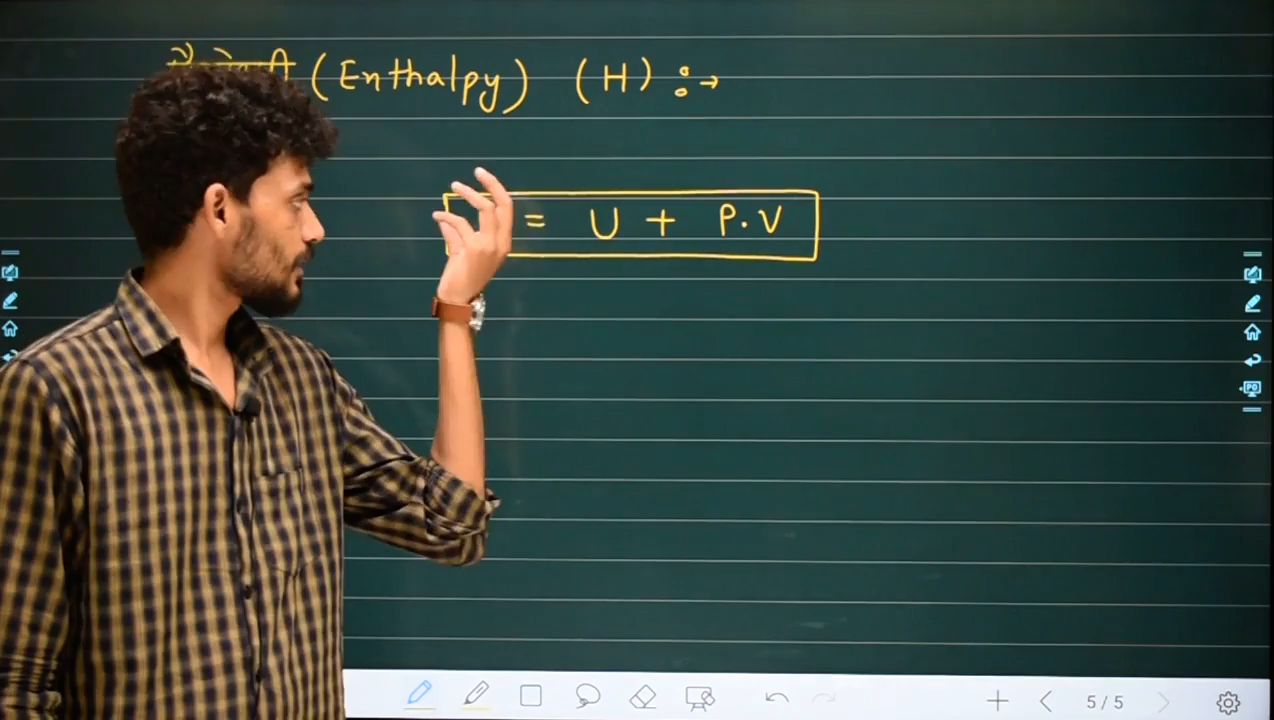 (Enthalpy) (H) :→
= U + P.V
5 / 5